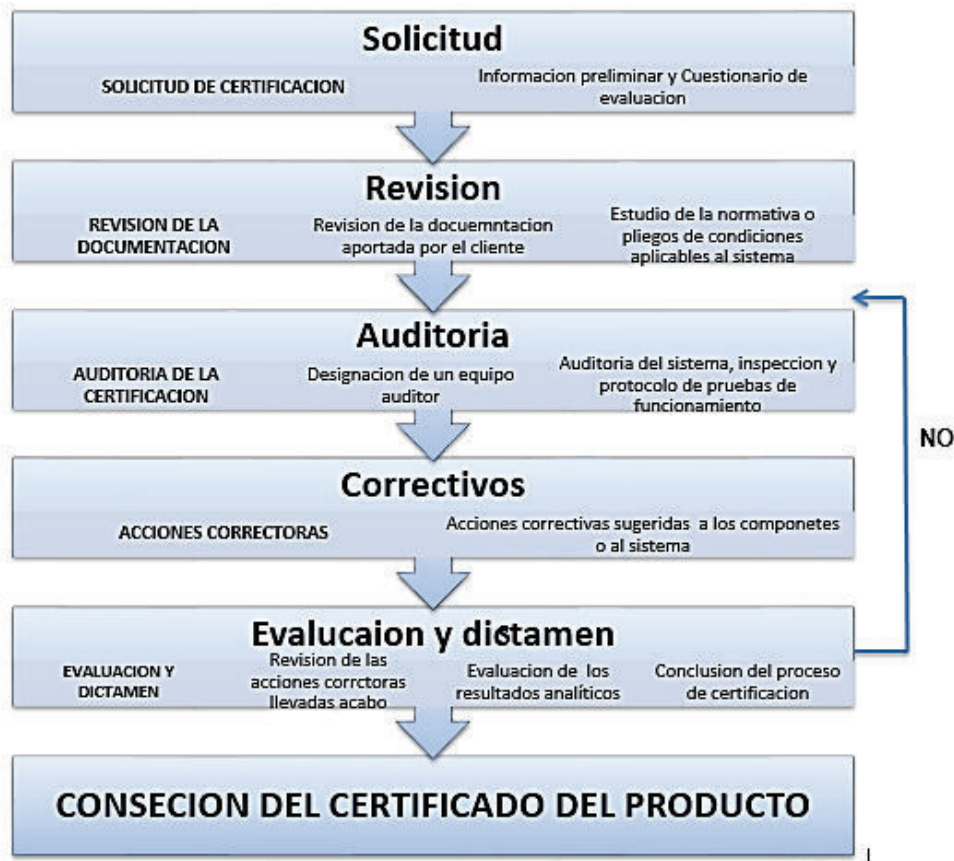 Solicitud
SOLICITUD DE CERTIFICACION
Informacion preliminar y Cuestionario de
evaluacion
Revision
REVISION DE LA
DOCUMENTACION
Revision de la docuemntacion
aportada por el cliente
Estudio de la normativa o
pliegos de condiciones
aplicables al sistema
Auditoria
AUDITORIA DE LA
CERTIFICACION
Designacion de un equipo
auditor
Auditoria del sistema, inspeccion y
protocolo de pruebas de
funcionamiento
NO
Correctivos
ACCIONES CORRECTORAS
Acciones correctivas sugeridas a los componetes
o al sistema
Evalucaion y dictamen
EVALUACION Y
DICTAMEN
Revision de las
acciones corrctoras
llevadas acabo
Evaluacion de los
resultados analíticos
Conclusion del proceso
de certificacion
CONSECION DEL CERTIFICADO DEL PRODUCTO